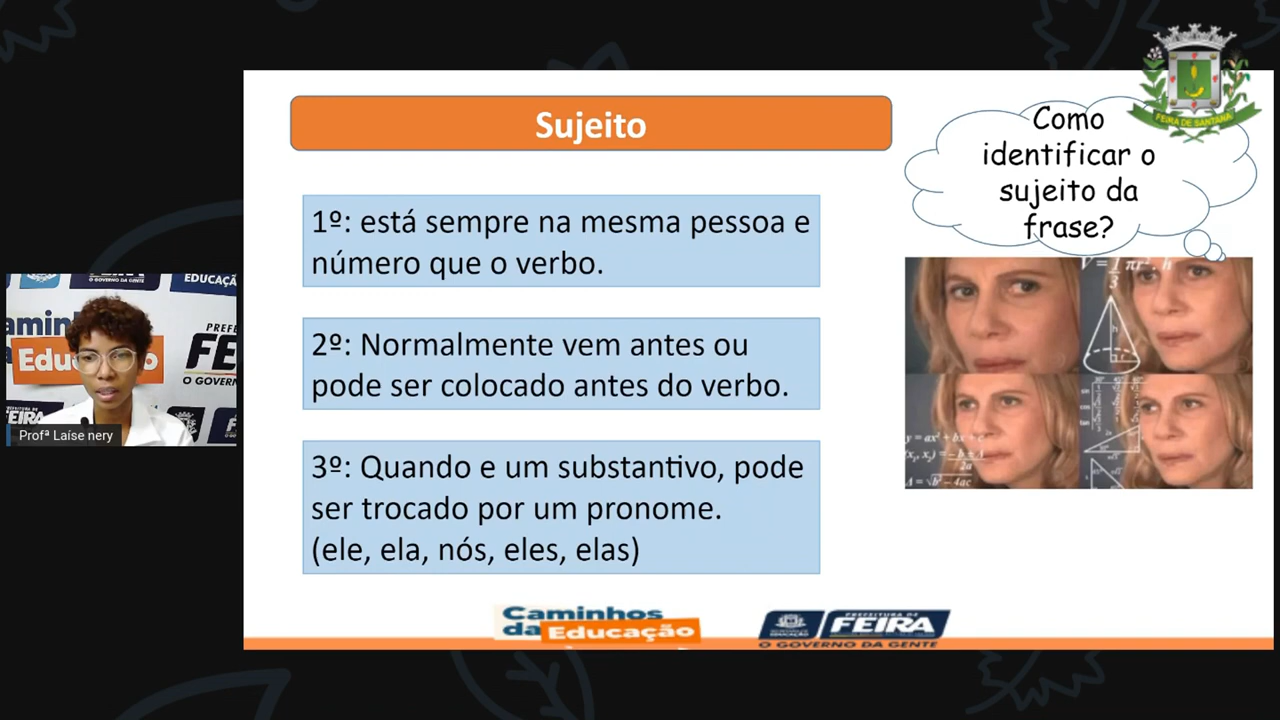 Sujeito
Como
identificar o
sujeito da
frase?
FEIRA DE SANTANA
1º: está sempre na mesma pessoa e
número que o verbo.
2º: Normalmente vem antes ou
pode ser colocado antes do verbo.
3º: Quando e um substantivo, pode
ser trocado por um pronome.
(ele, ela, nós, eles, elas)
Profª Laíse nery
Caminhos
da Educação
PREFEITURA DE
FEIRA
O GOVERNO DA GENTE